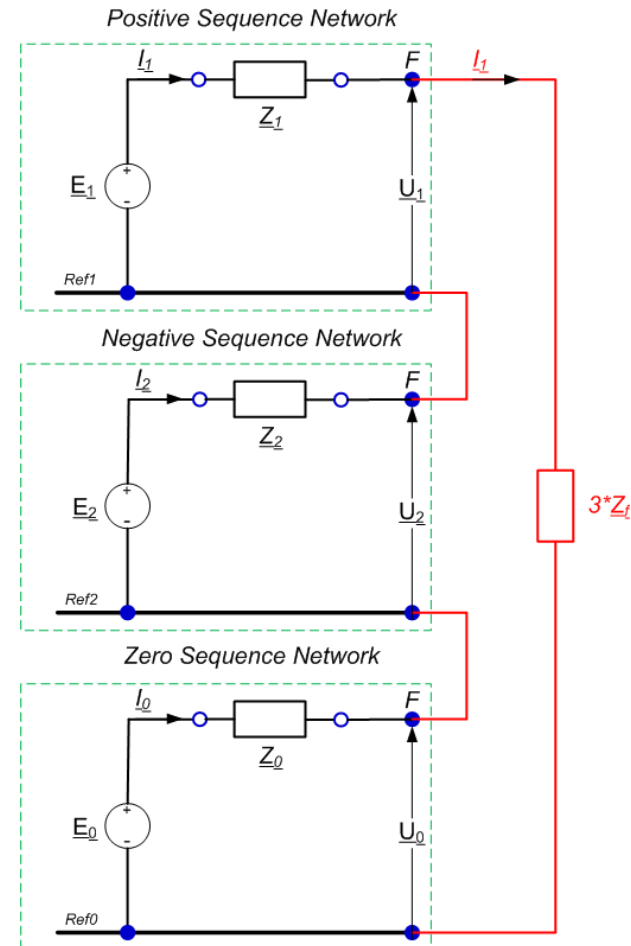 Positive Sequence Network
I1
F
I1
Z1
E1
+
-
U1
Ref1
Negative Sequence Network
I2
F
Z2
E2
+
-
U2
3*Zf
Ref2
Zero Sequence Network
I0
F
Z0
E0
+
-
U0
Ref0